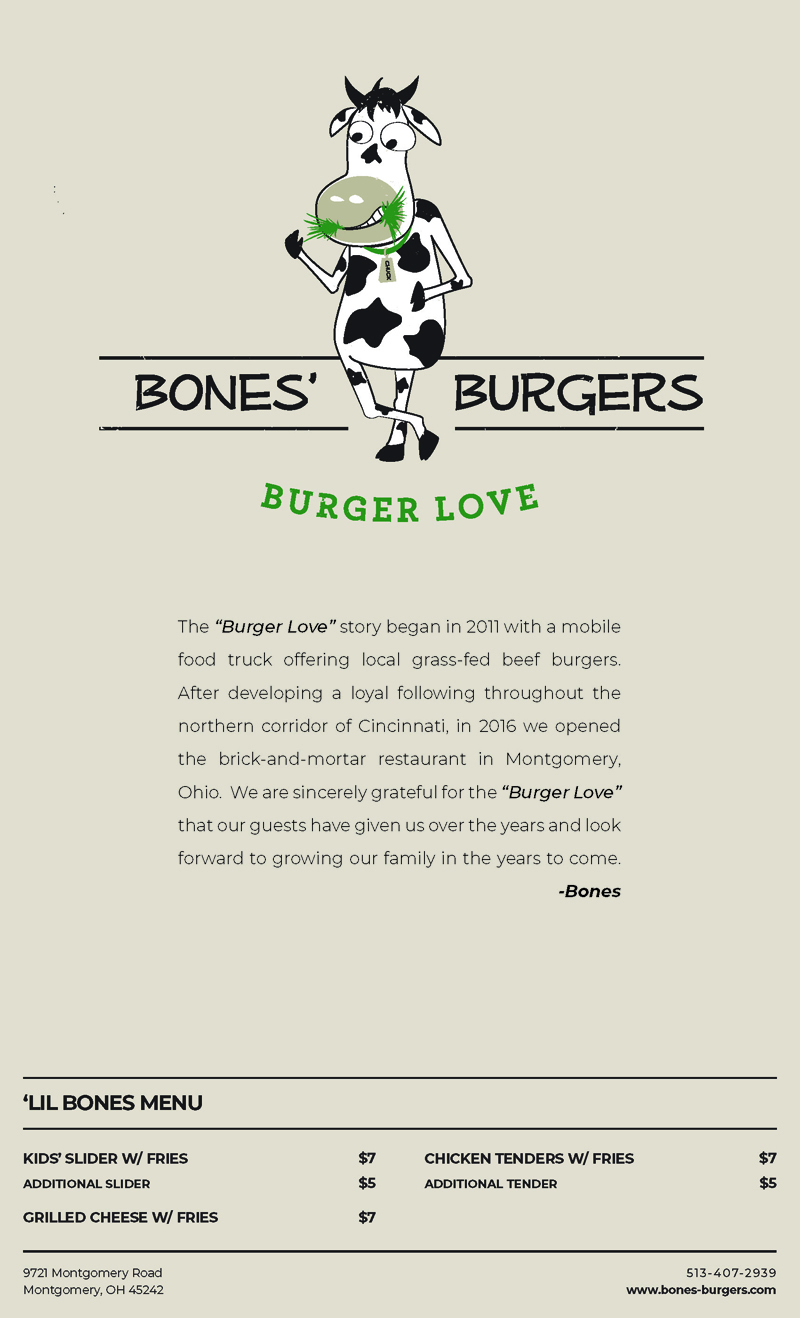 CHUCK
BONES’ BURGERS
BURGER LOVE
The “Burger Love” story began in 2011 with a mobile
food truck offering local grass-fed beef burgers.
After developing a loyal following throughout the
northern corridor of Cincinnati, in 2016 we opened
the brick-and-mortar restaurant in Montgomery,
Ohio. We are sincerely grateful for the “Burger Love”
that our guests have given us over the years and look
forward to growing our family in the years to come.
-Bones
‘LIL BONES MENU
KIDS’ SLIDER W/ FRIES $7
ADDITIONAL SLIDER $5
GRILLED CHEESE W/ FRIES $7
CHICKEN TENDERS W/ FRIES $7
ADDITIONAL TENDER $5
9721 Montgomery Road
Montgomery, OH 45242
513-407-2939
www.bones-burgers.com